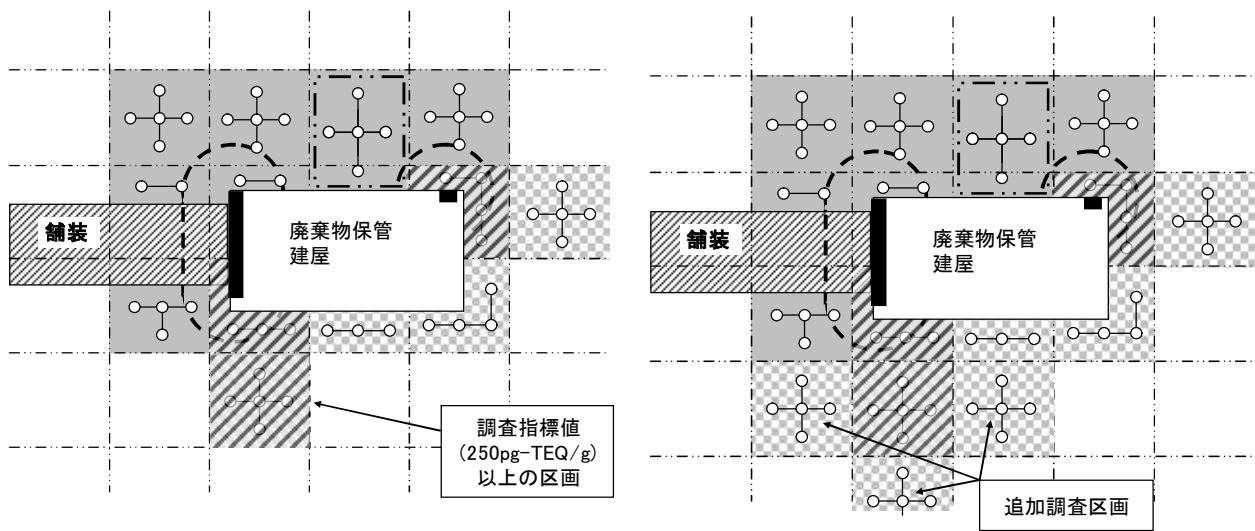 舗装
廃棄物保管
建屋
調査指標値
(250pg-TEQ/g)
以上の区画
舗装
廃棄物保管
建屋
追加調査区画